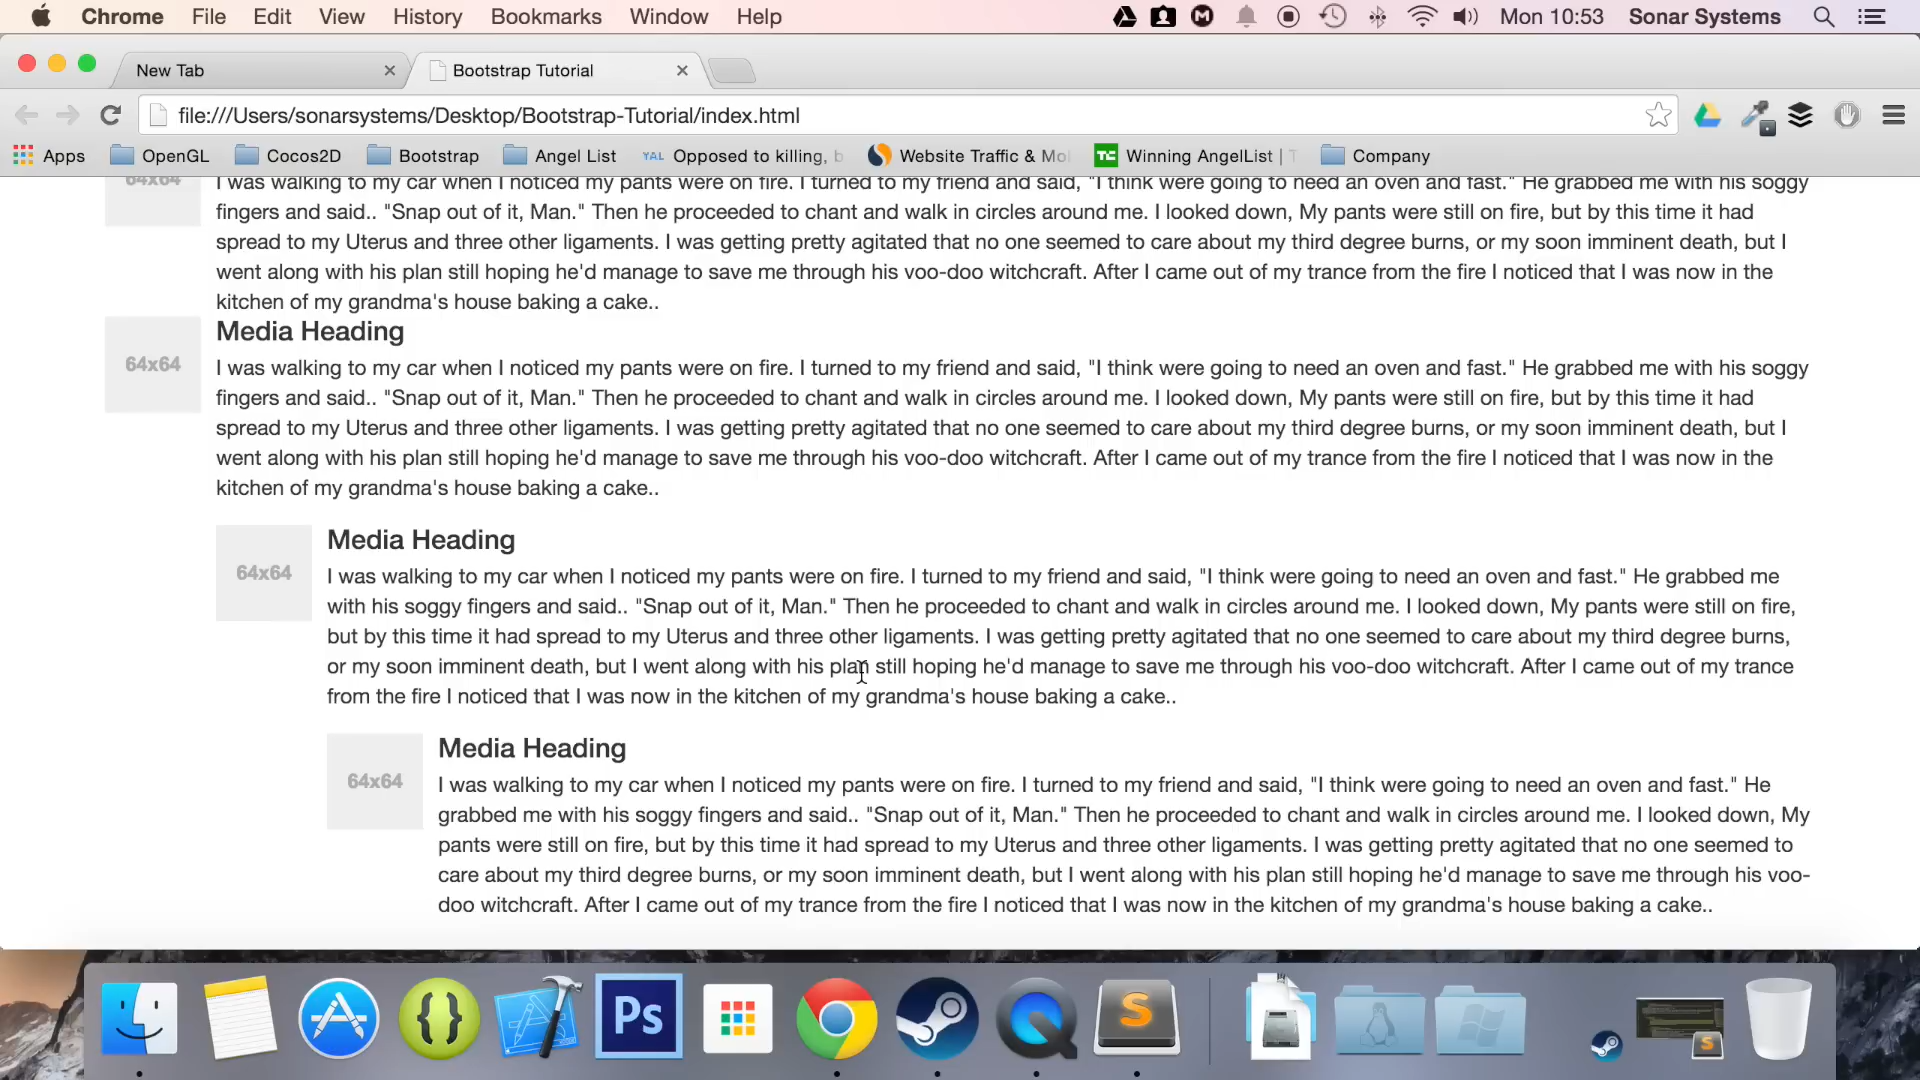 Chrome File Edit View History Bookmarks Window Help Mon 10:53 Sonar Systems
New Tab Bootstrap Tutorial
file:///Users/sonarsystems/Desktop/Bootstrap-Tutorial/index.html
Apps OpenGL Cocos2D Bootstrap Angel List YAL Opposed to killing, b Website Traffic & Mo TC Winning AngelList | T Company
64x64
I was walking to my car when I noticed my pants were on fire. I turned to my friend and said, "I think were going to need an oven and fast." He grabbed me with his soggy
fingers and said.. "Snap out of it, Man." Then he proceeded to chant and walk in circles around me. I looked down, My pants were still on fire, but by this time it had
spread to my Uterus and three other ligaments. I was getting pretty agitated that no one seemed to care about my third degree burns, or my soon imminent death, but I
went along with his plan still hoping he'd manage to save me through his voo-doo witchcraft. After I came out of my trance from the fire I noticed that I was now in the
kitchen of my grandma's house baking a cake..
64x64
Media Heading
I was walking to my car when I noticed my pants were on fire. I turned to my friend and said, "I think were going to need an oven and fast." He grabbed me with his soggy
fingers and said.. "Snap out of it, Man." Then he proceeded to chant and walk in circles around me. I looked down, My pants were still on fire, but by this time it had
spread to my Uterus and three other ligaments. I was getting pretty agitated that no one seemed to care about my third degree burns, or my soon imminent death, but I
went along with his plan still hoping he'd manage to save me through his voo-doo witchcraft. After I came out of my trance from the fire I noticed that I was now in the
kitchen of my grandma's house baking a cake..
64x64
Media Heading
I was walking to my car when I noticed my pants were on fire. I turned to my friend and said, "I think were going to need an oven and fast." He grabbed me
with his soggy fingers and said.. "Snap out of it, Man." Then he proceeded to chant and walk in circles around me. I looked down, My pants were still on fire,
but by this time it had spread to my Uterus and three other ligaments. I was getting pretty agitated that no one seemed to care about my third degree burns,
or my soon imminent death, but I went along with his plan still hoping he'd manage to save me through his voo-doo witchcraft. After I came out of my trance
from the fire I noticed that I was now in the kitchen of my grandma's house baking a cake..
64x64
Media Heading
I was walking to my car when I noticed my pants were on fire. I turned to my friend and said, "I think were going to need an oven and fast." He
grabbed me with his soggy fingers and said.. "Snap out of it, Man." Then he proceeded to chant and walk in circles around me. I looked down, My
pants were still on fire, but by this time it had spread to my Uterus and three other ligaments. I was getting pretty agitated that no one seemed to
care about my third degree burns, or my soon imminent death, but I went along with his plan still hoping he'd manage to save me through his voo-
doo witchcraft. After I came out of my trance from the fire I noticed that I was now in the kitchen of my grandma's house baking a cake..
{} Ps S